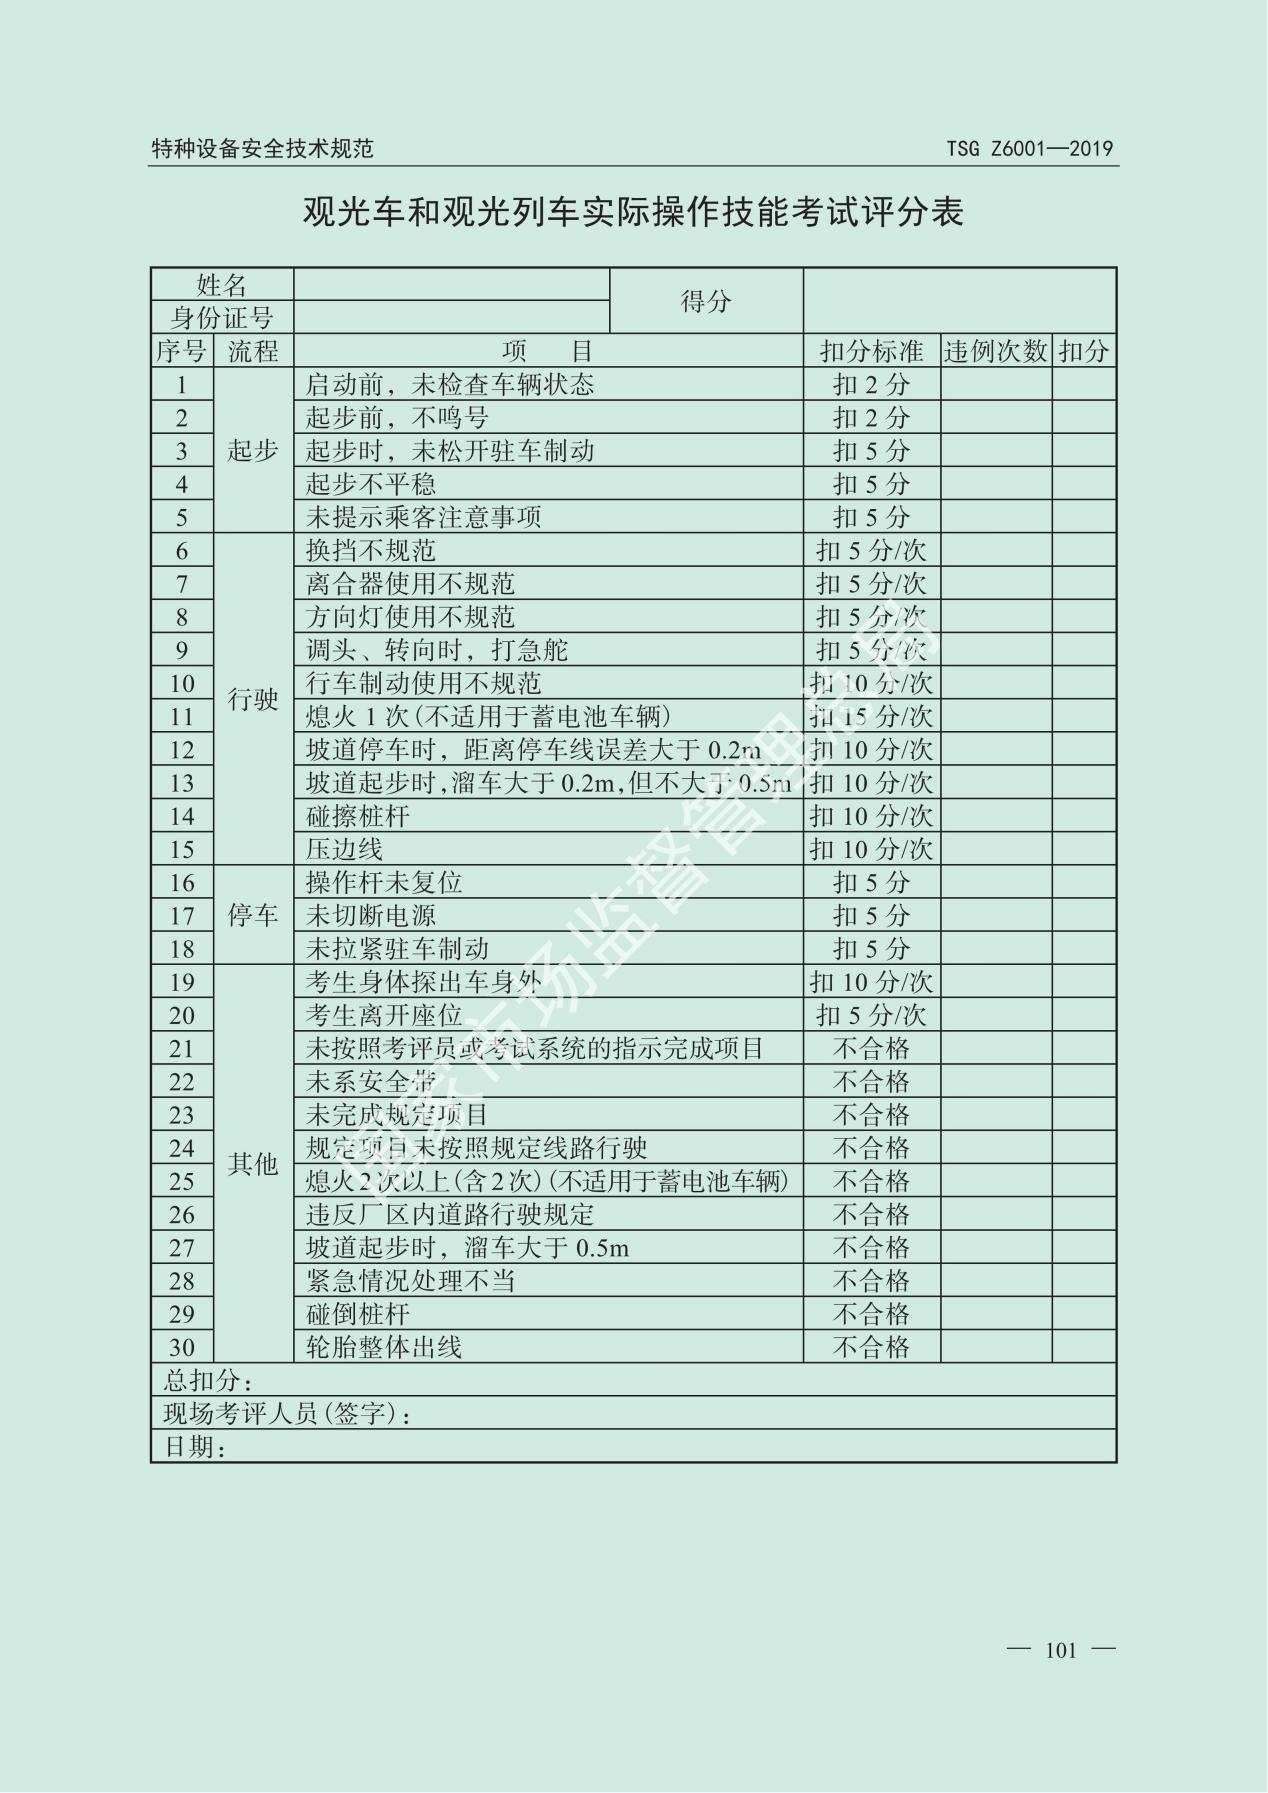 特种设备安全技术规范 TSG Z6001—2019
观光车和观光列车实际操作技能考试评分表
姓名 得分
身份证号
序号 流程 项 目 扣分标准 违例次数 扣分
1 启动前，未检查车辆状态 扣 2 分
2 起步前，不鸣号 扣 2 分
3 起步 起步时，未松开驻车制动 扣 5 分
4 起步不平稳 扣 5 分
5 未提示乘客注意事项 扣 5 分
6 换挡不规范 扣 5 分/次
7 离合器使用不规范 扣 5 分/次
8 方向灯使用不规范 扣 5 分/次
9 调头、转向时，打急舵 扣 5 分/次
10 行驶 行车制动使用不规范 扣 10 分/次
11 熄火 1 次(不适用于蓄电池车辆) 扣 15 分/次
12 坡道停车时，距离停车线误差大于 0.2m 扣 10 分/次
13 坡道起步时,溜车大于 0.2m,但不大于 0.5m 扣 10 分/次
14 碰擦桩杆 扣 10 分/次
15 压边线 扣 10 分/次
16 操作杆未复位 扣 5 分
17 停车 未切断电源 扣 5 分
18 未拉紧驻车制动 扣 5 分
19 考生身体探出车身外 扣 10 分/次
20 考生离开座位 扣 5 分/次
21 未按照考评员或考试系统的指示完成项目 不合格
22 未系安全带 不合格
23 未完成规定项目 不合格
24 其他 规定项目未按照规定线路行驶 不合格
25 熄火 2 次以上(含 2 次)(不适用于蓄电池车辆) 不合格
26 违反厂区内道路行驶规定 不合格
27 坡道起步时，溜车大于 0.5m 不合格
28 紧急情况处理不当 不合格
29 碰倒桩杆 不合格
30 轮胎整体出线 不合格
总扣分:
现场考评人员(签字):
日期:
国家市场监督管理总局
— 101 —